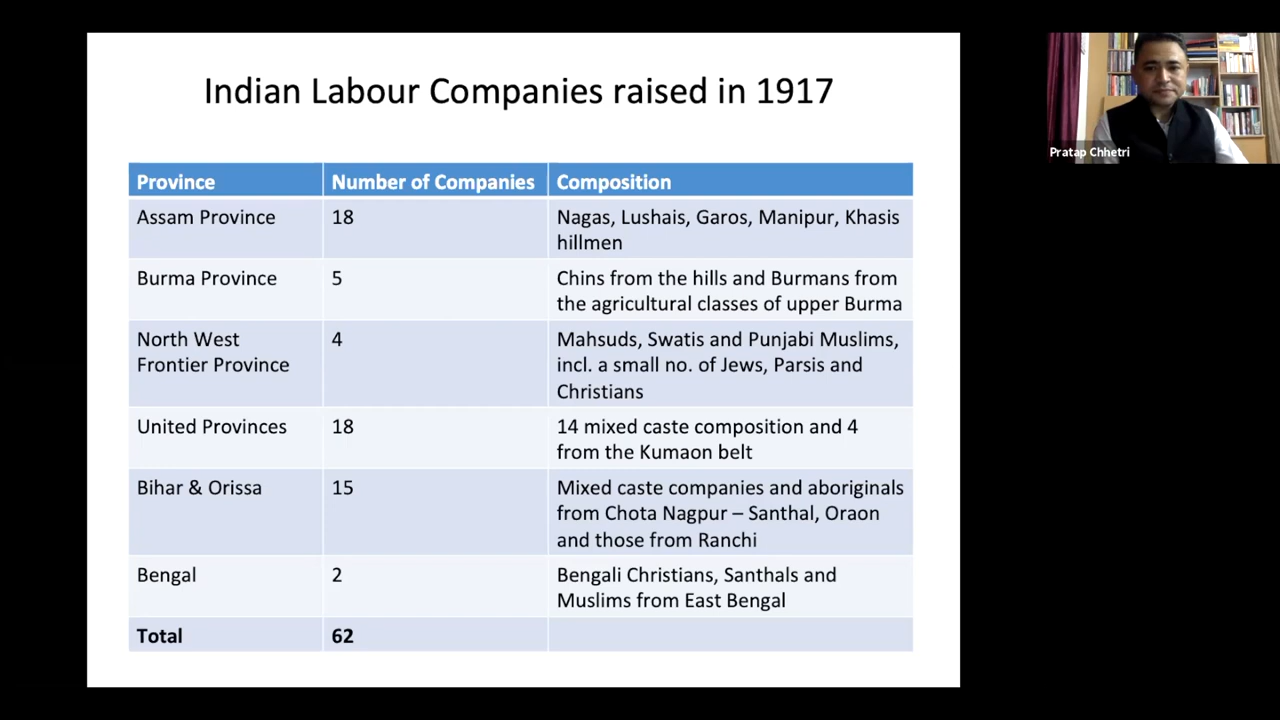 Indian Labour Companies raised in 1917
Province Number of Companies Composition
Assam Province 18 Nagas, Lushais, Garos, Manipur, Khasis
hillmen
Burma Province 5 Chins from the hills and Burmans from
the agricultural classes of upper Burma
North West 4 Mahsuds, Swatis and Punjabi Muslims,
Frontier Province incl. a small no. of Jews, Parsis and
Christians
United Provinces 18 14 mixed caste composition and 4
from the Kumaon belt
Bihar & Orissa 15 Mixed caste companies and aboriginals
from Chota Nagpur – Santhal, Oraon
and those from Ranchi
Bengal 2 Bengali Christians, Santhals and
Muslims from East Bengal
Total 62
Pratap Chhetri